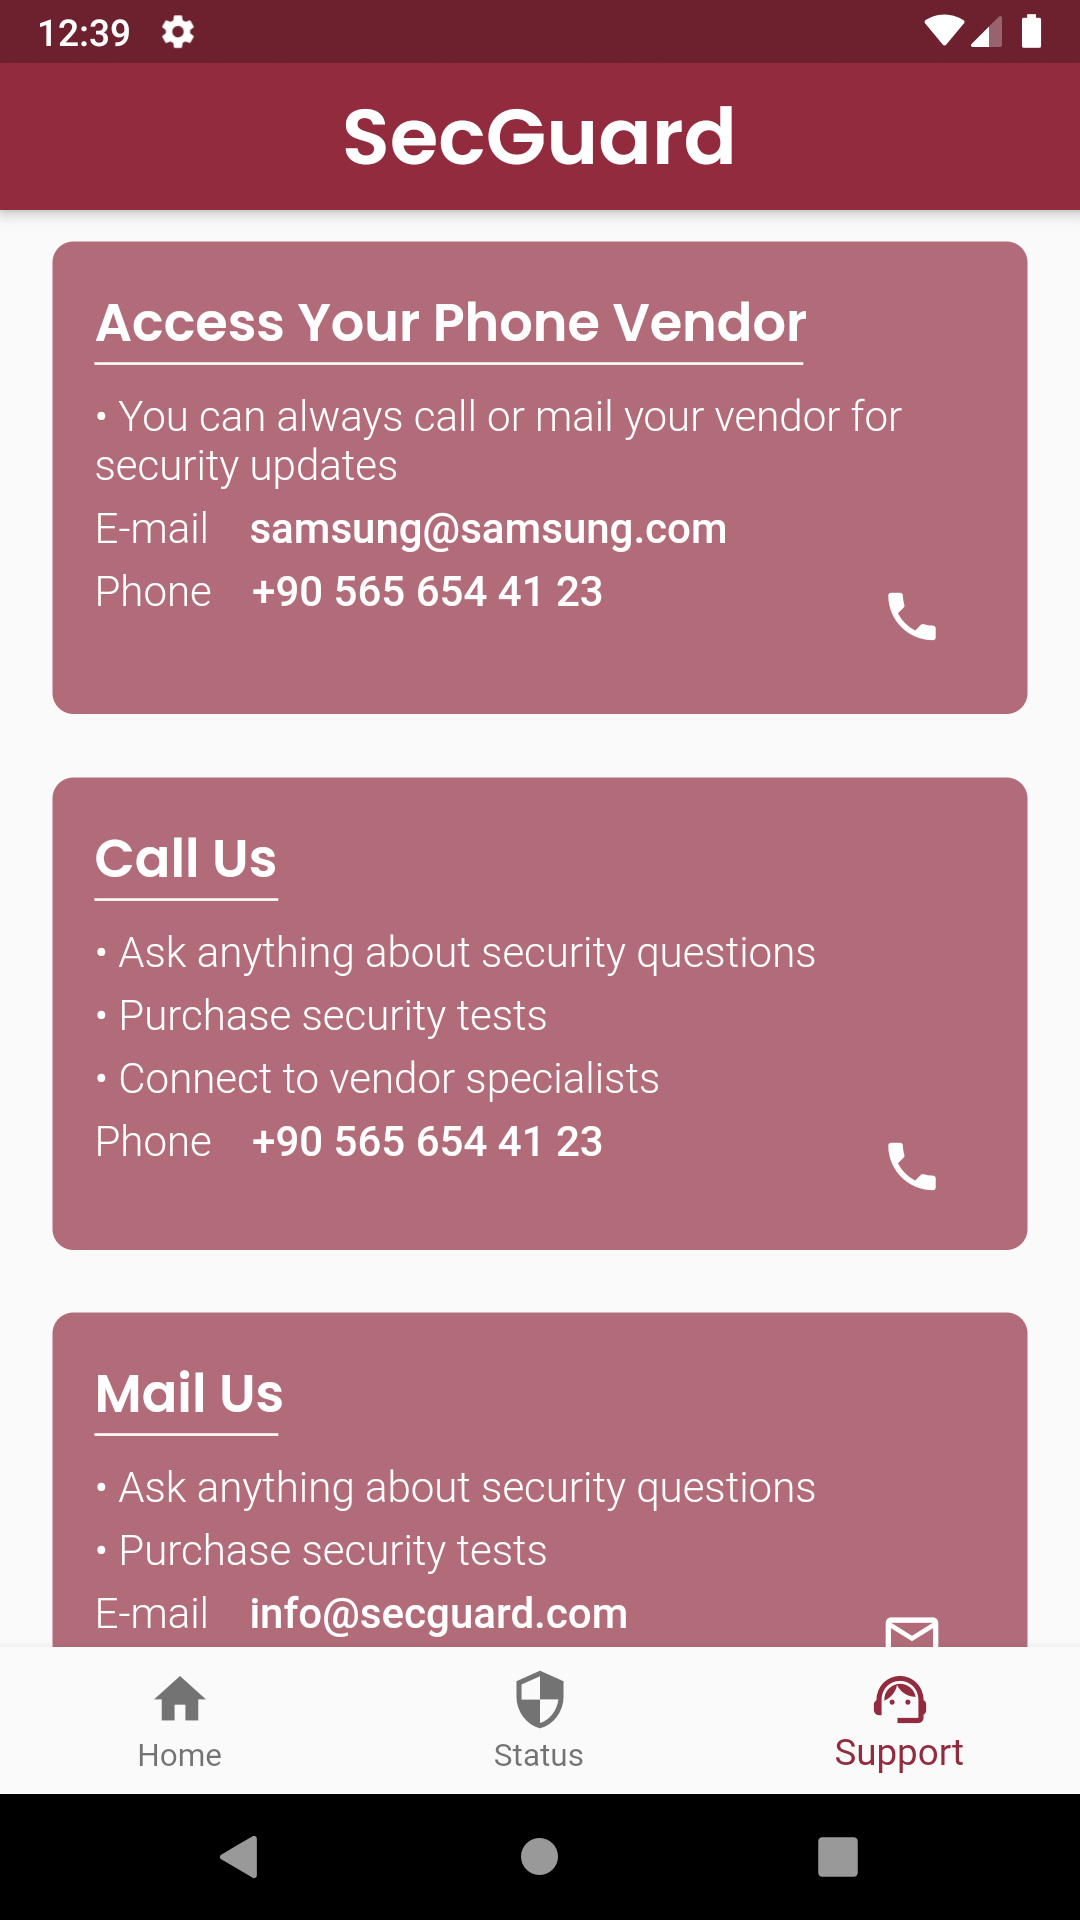 12:39
SecGuard
Access Your Phone Vendor
• You can always call or mail your vendor for
security updates
E-mail samsung@samsung.com
Phone +90 565 654 41 23
Call Us
• Ask anything about security questions
• Purchase security tests
• Connect to vendor specialists
Phone +90 565 654 41 23
Mail Us
• Ask anything about security questions
• Purchase security tests
E-mail info@secguard.com
Home Status Support